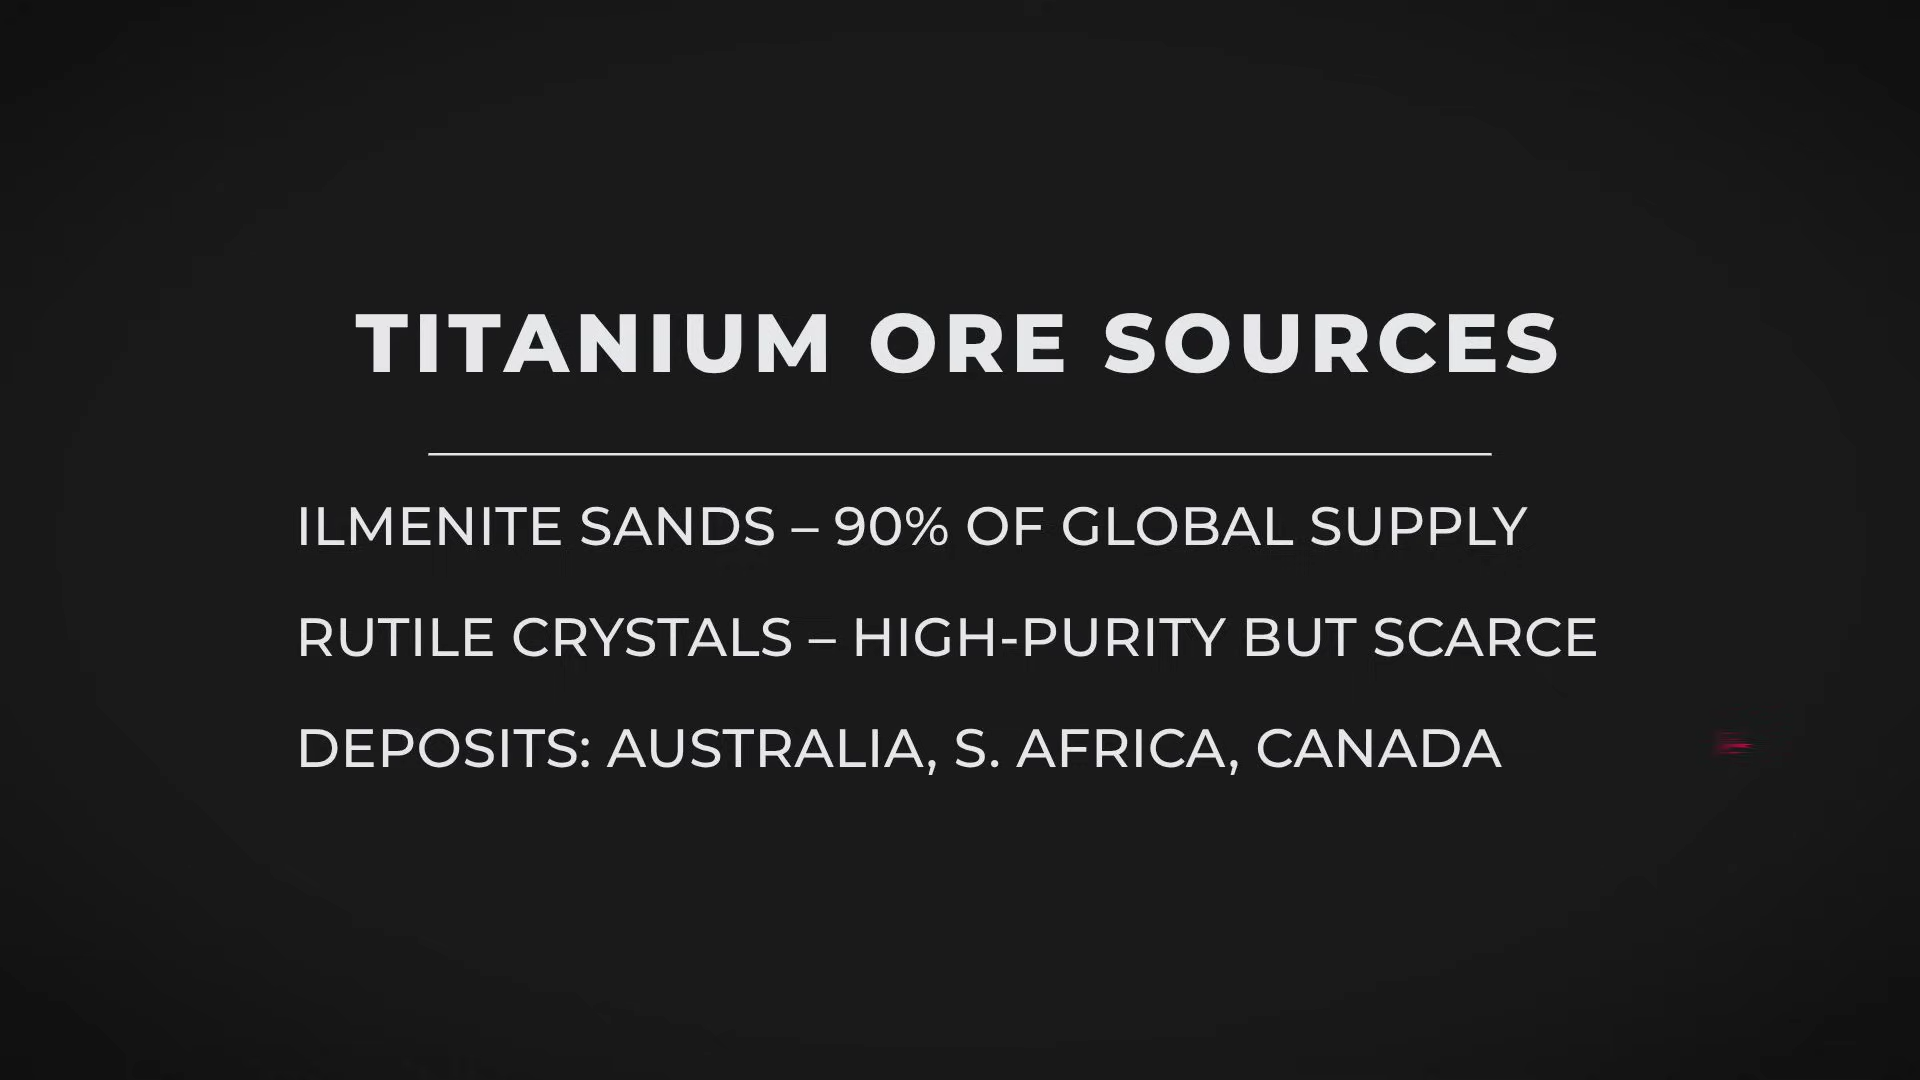 TITANIUM ORE SOURCES
ILMENITE SANDS – 90% OF GLOBAL SUPPLY
RUTILE CRYSTALS – HIGH-PURITY BUT SCARCE
DEPOSITS: AUSTRALIA, S. AFRICA, CANADA